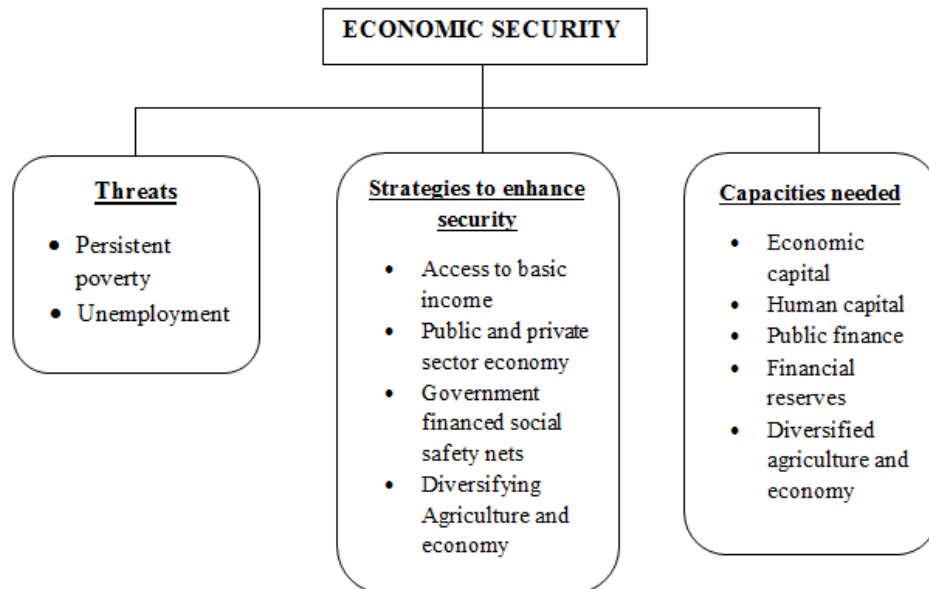 ECONOMIC SECURITY
Threats
• Persistent
poverty
• Unemployment
Strategies to enhance
security
• Access to basic
income
• Public and private
sector economy
• Government
financed social
safety nets
• Diversifying
Agriculture and
economy
Capacities needed
• Economic
capital
• Human capital
• Public finance
• Financial
reserves
• Diversified
agriculture and
economy